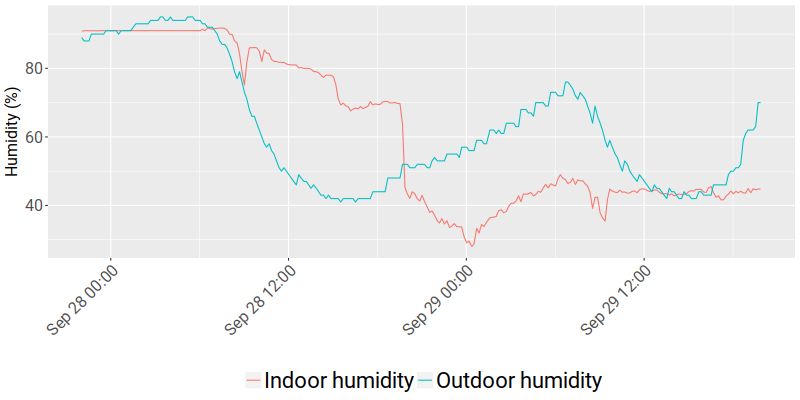 Humidity (%)
80
60
40
Sep 28 00:00
Sep 28 12:00
Sep 29 00:00
Sep 29 12:00
Indoor humidity Outdoor humidity